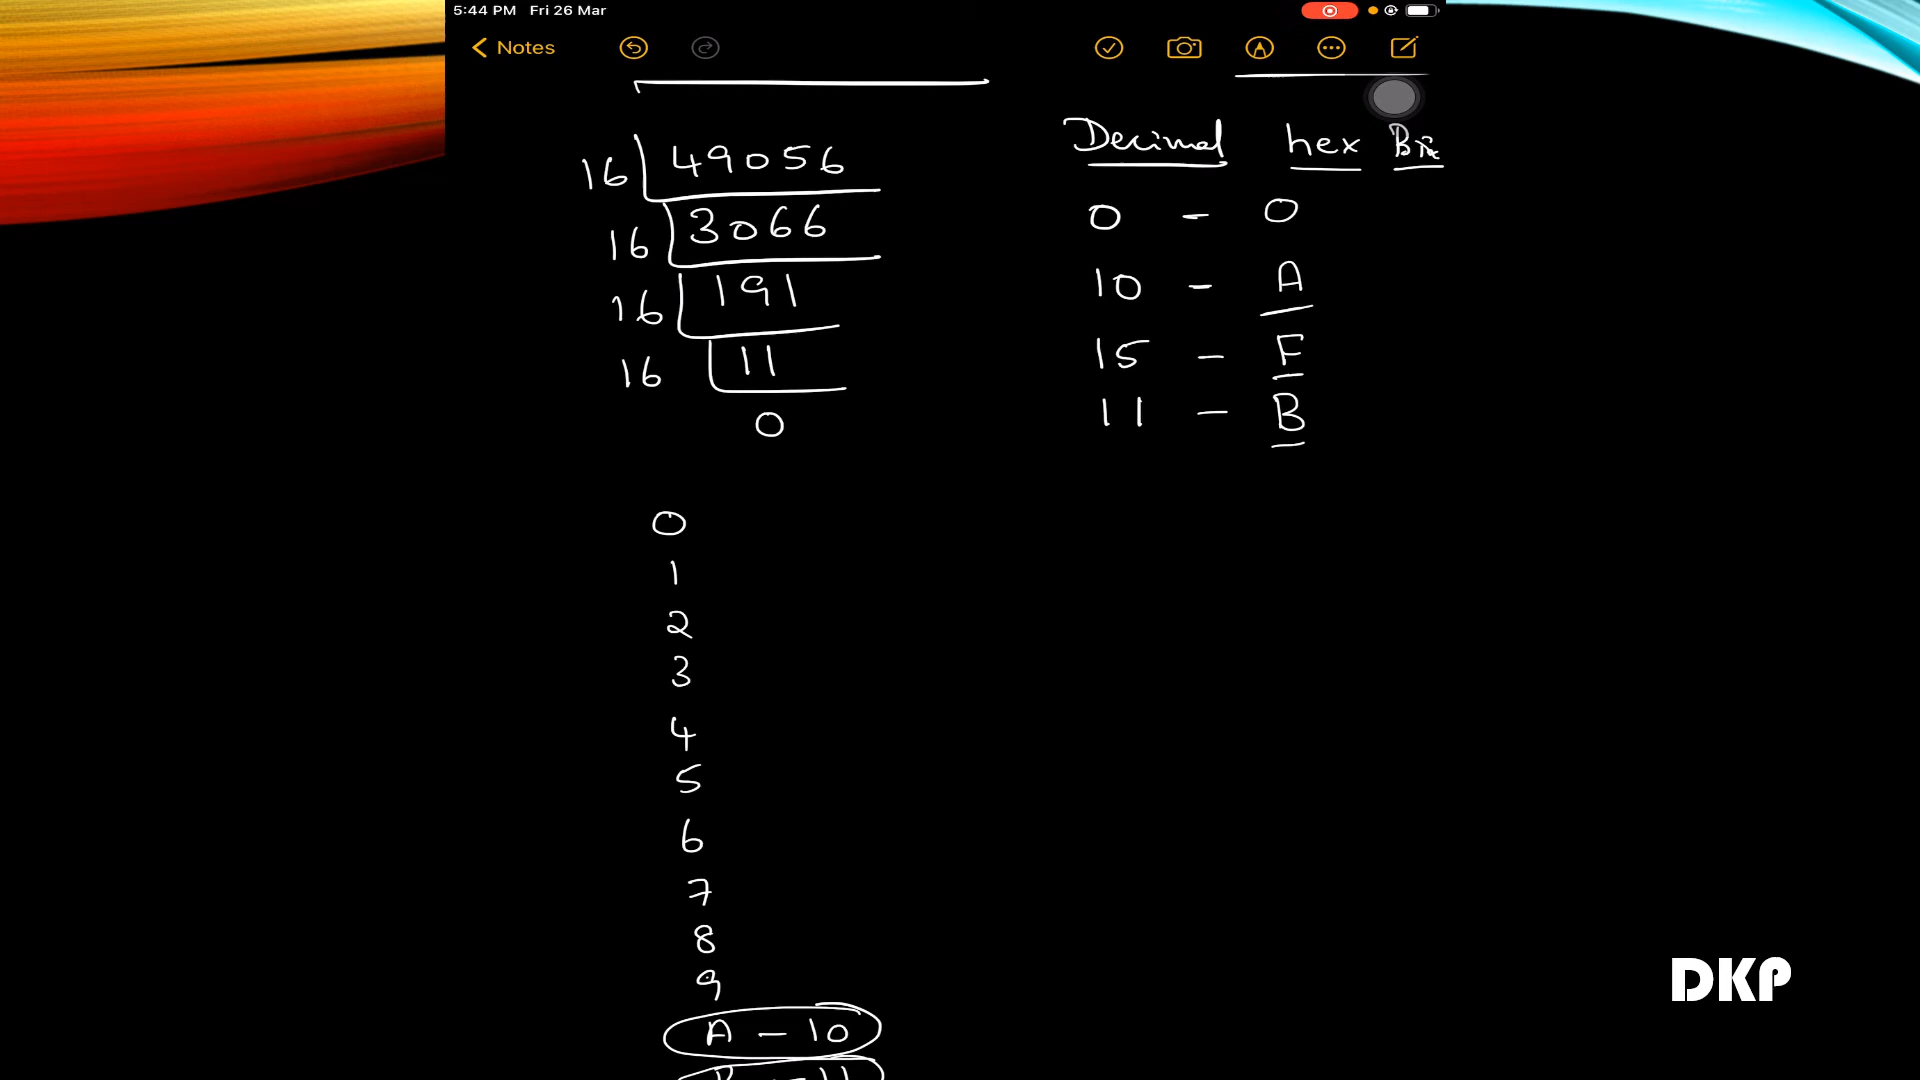 5:44 PM Fri 26 Mar
Notes
16 49056
16 3066
16 191
16 11
0
Decimal hex
0 - 0
10 - A
15 - F
11 - B
0
1
2
3
4
5
6
7
8
9
A - 10
DKP